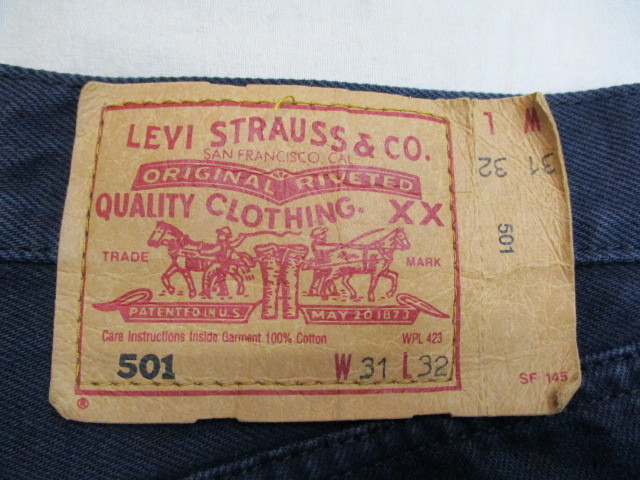 LEVI STRAUSS & CO.
SAN FRANCISCO, CAL.
ORIGINAL RIVETED
QUALITY CLOTHING. XX
TRADE MARK
PATENTED IN U.S. MAY 20 1873
Care Instructions Inside Garment 100% Cotton WPL 423
501 W 31 L 32
®
W 31
L 32
501
SF 145